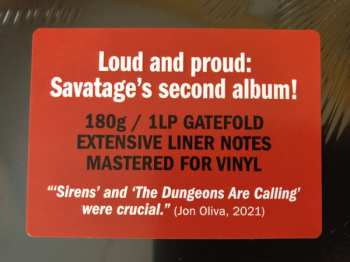 Loud and proud:
Savatage's second album!
180g / 1LP GATEFOLD
EXTENSIVE LINER NOTES
MASTERED FOR VINYL
“‘Sirens’ and ‘The Dungeons Are Calling’
were crucial.” (Jon Oliva, 2021)